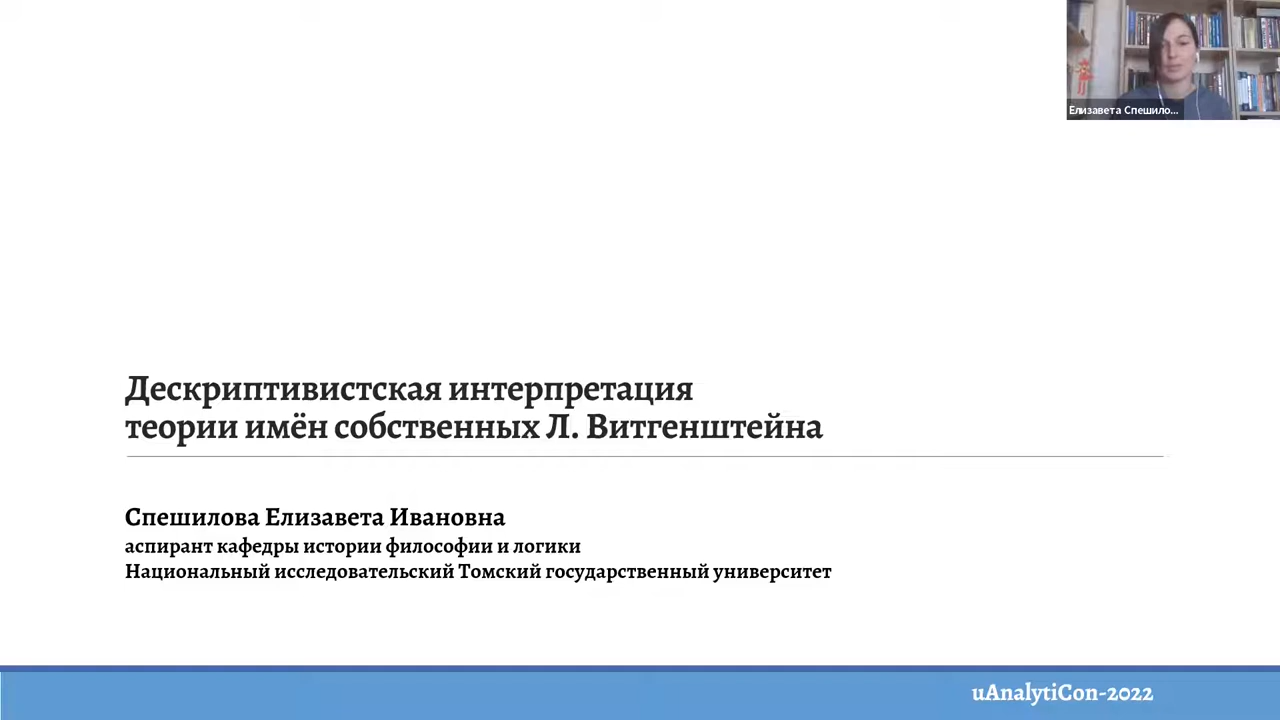 Елизавета Спешило...
Дескриптивистская интерпретация
теории имён собственных Л. Витгенштейна
Спешилова Елизавета Ивановна
аспирант кафедры истории философии и логики
Национальный исследовательский Томский государственный университет
uAnalytiCon-2022